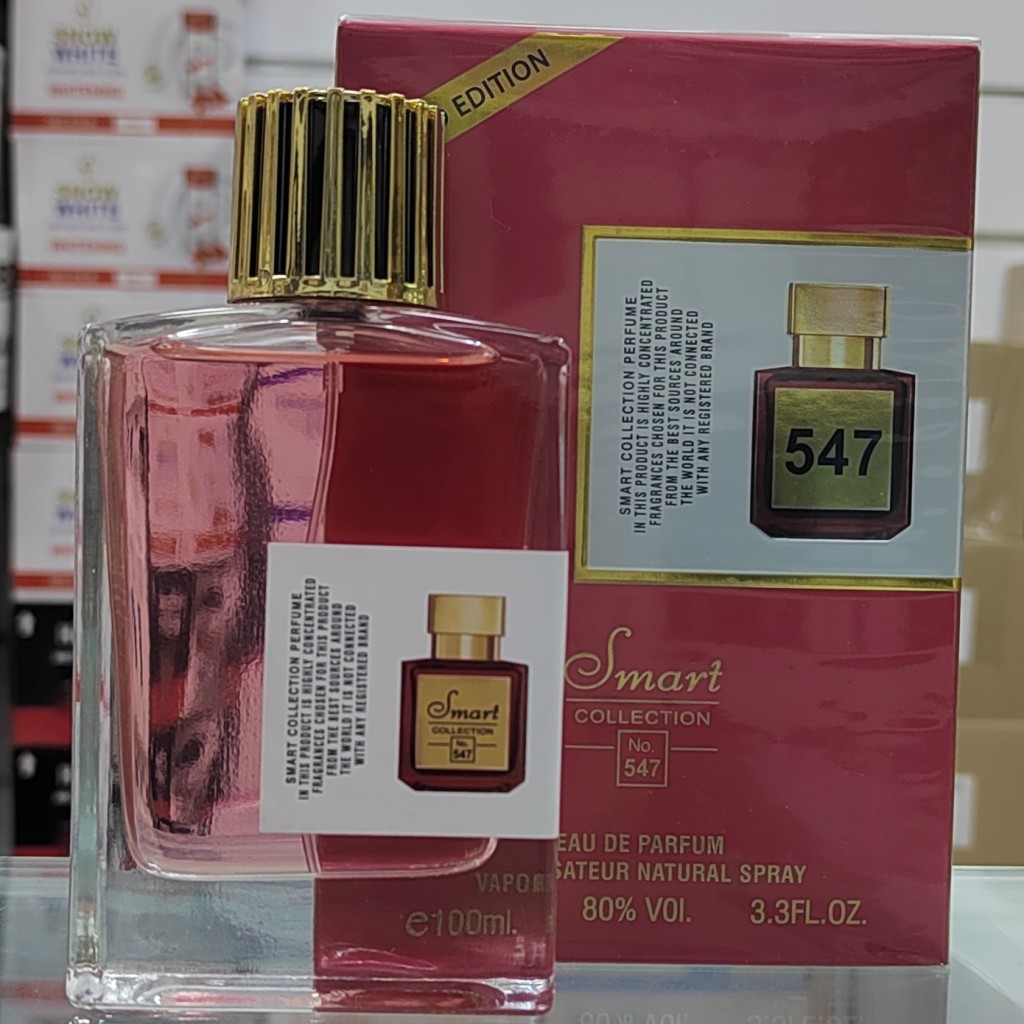 SNOW
WHITE
SNOW
WHITE
EDITION
SMART COLLECTION PERFUME
IN THIS PRODUCT IS HIGHLY CONCENTRATED
FRAGRANCES CHOSEN FOR THIS PRODUCT
FROM THE BEST SOURCES AROUND
THE WORLD IT IS NOT CONNECTED
WITH ANY REGISTERED BRAND
547
SMART COLLECTION PERFUME
IN THIS PRODUCT IS HIGHLY CONCENTRATED
FRAGRANCES CHOSEN FOR THIS PRODUCT
FROM THE BEST SOURCES AROUND
THE WORLD IT IS NOT CONNECTED
WITH ANY REGISTERED BRAND
Smart
COLLECTION
No.
547
Smart
COLLECTION
No.
547
EAU DE PARFUM
VAPORISATEUR NATURAL SPRAY
e100ml. 80% VOl. 3.3FL.OZ.